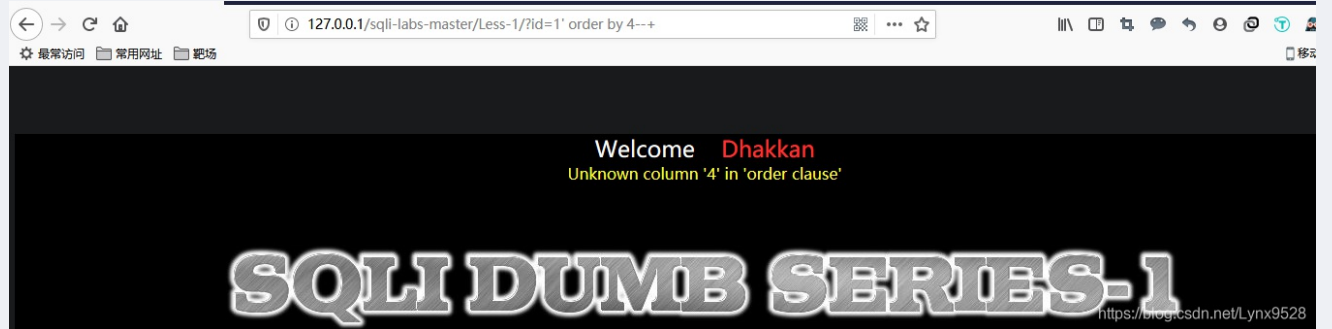 127.0.0.1/sqli-labs-master/Less-1/?id=1' order by 4--+
最常访问 常用网址 靶场
移动
Welcome Dhakkan
Unknown column '4' in 'order clause'
SQLI DUMB SERIES-1
https://blog.csdn.net/Lynx9528